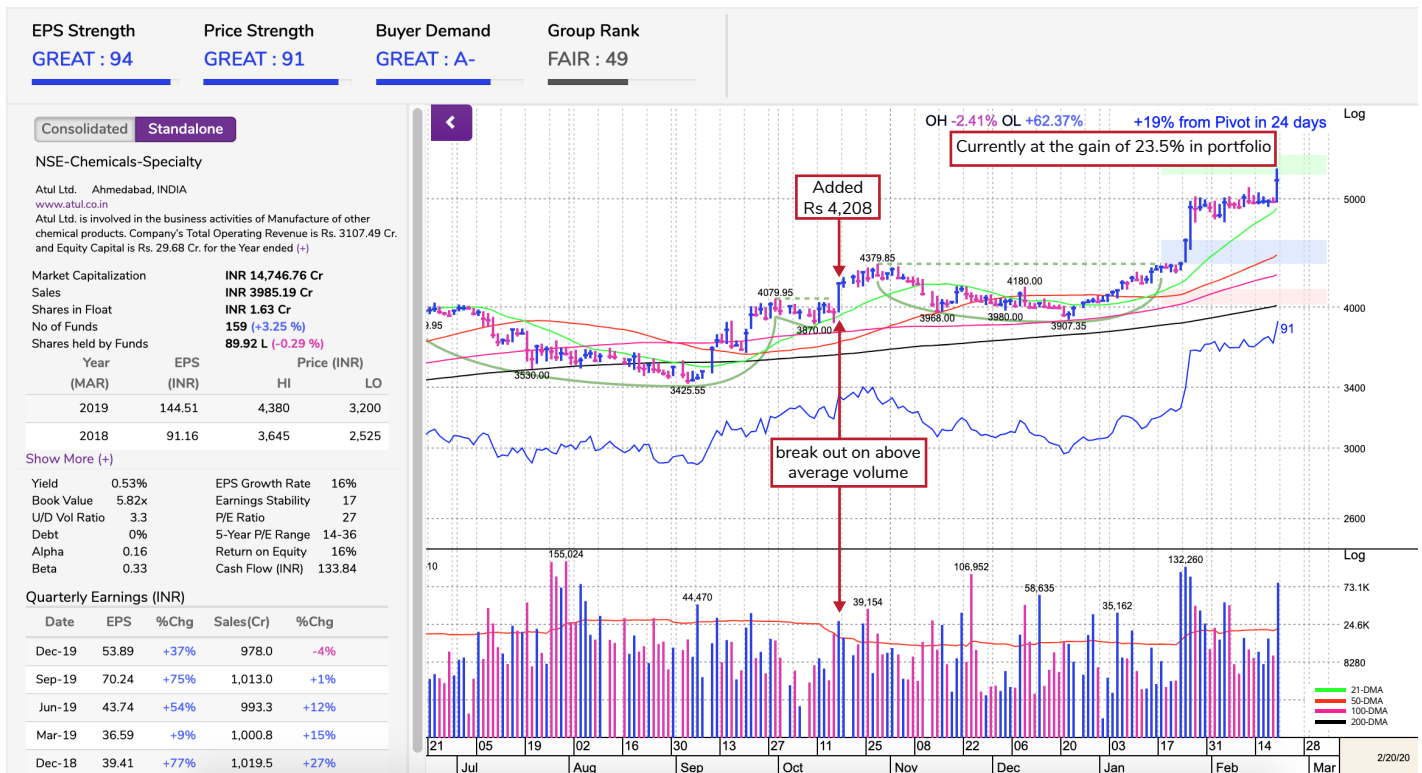 EPS Strength
GREAT : 94
Price Strength
GREAT : 91
Buyer Demand
GREAT : A-
Group Rank
FAIR : 49
Consolidated Standalone
NSE-Chemicals-Specialty
Atul Ltd. Ahmedabad, INDIA
www.atul.co.in
Atul Ltd. is involved in the business activities of Manufacture of other
chemical products. Company's Total Operating Revenue is Rs. 3107.49 Cr.
and Equity Capital is Rs. 29.68 Cr. for the Year ended (+)
Market Capitalization INR 14,746.76 Cr
Sales INR 3985.19 Cr
Shares in Float INR 1.63 Cr
No of Funds 159 (+3.25 %)
Shares held by Funds 89.92 L (-0.29 %)
Year EPS Price (INR)
(MAR) (INR) HI LO
2019 144.51 4,380 3,200
2018 91.16 3,645 2,525
Show More (+)
Yield 0.53% EPS Growth Rate 16%
Book Value 5.82x Earnings Stability 17
U/D Vol Ratio 3.3 P/E Ratio 27
Debt 0% 5-Year P/E Range 14-36
Alpha 0.16 Return on Equity 16%
Beta 0.33 Cash Flow (INR) 133.84
Quarterly Earnings (INR)
Date EPS %Chg Sales(Cr) %Chg
Dec-19 53.89 +37% 978.0 -4%
Sep-19 70.24 +75% 1,013.0 +1%
Jun-19 43.74 +54% 993.3 +12%
Mar-19 36.59 +9% 1,000.8 +15%
Dec-18 39.41 +77% 1,019.5 +27%
OH -2.41% OL +62.37% +19% from Pivot in 24 days
Currently at the gain of 23.5% in portfolio
Log
Added
Rs 4,208
5000
4379.85
4079.95
4180.00
4000
9.95
3870.00
3968.00
3980.00
3907.35
91
3530.00
3425.55
3400
3000
break out on above
average volume
2600
Log
10
155,024
44,470
39,154
106,952
58,635
35,162
132,260
73.1K
24.6K
8280
21-DMA
50-DMA
100-DMA
200-DMA
21 05 19 02 16 30 13 27 11 25 08 22 06 20 03 17 31 14 28
Jul Aug Sep Oct Nov Dec Jan Feb Mar
2/20/20